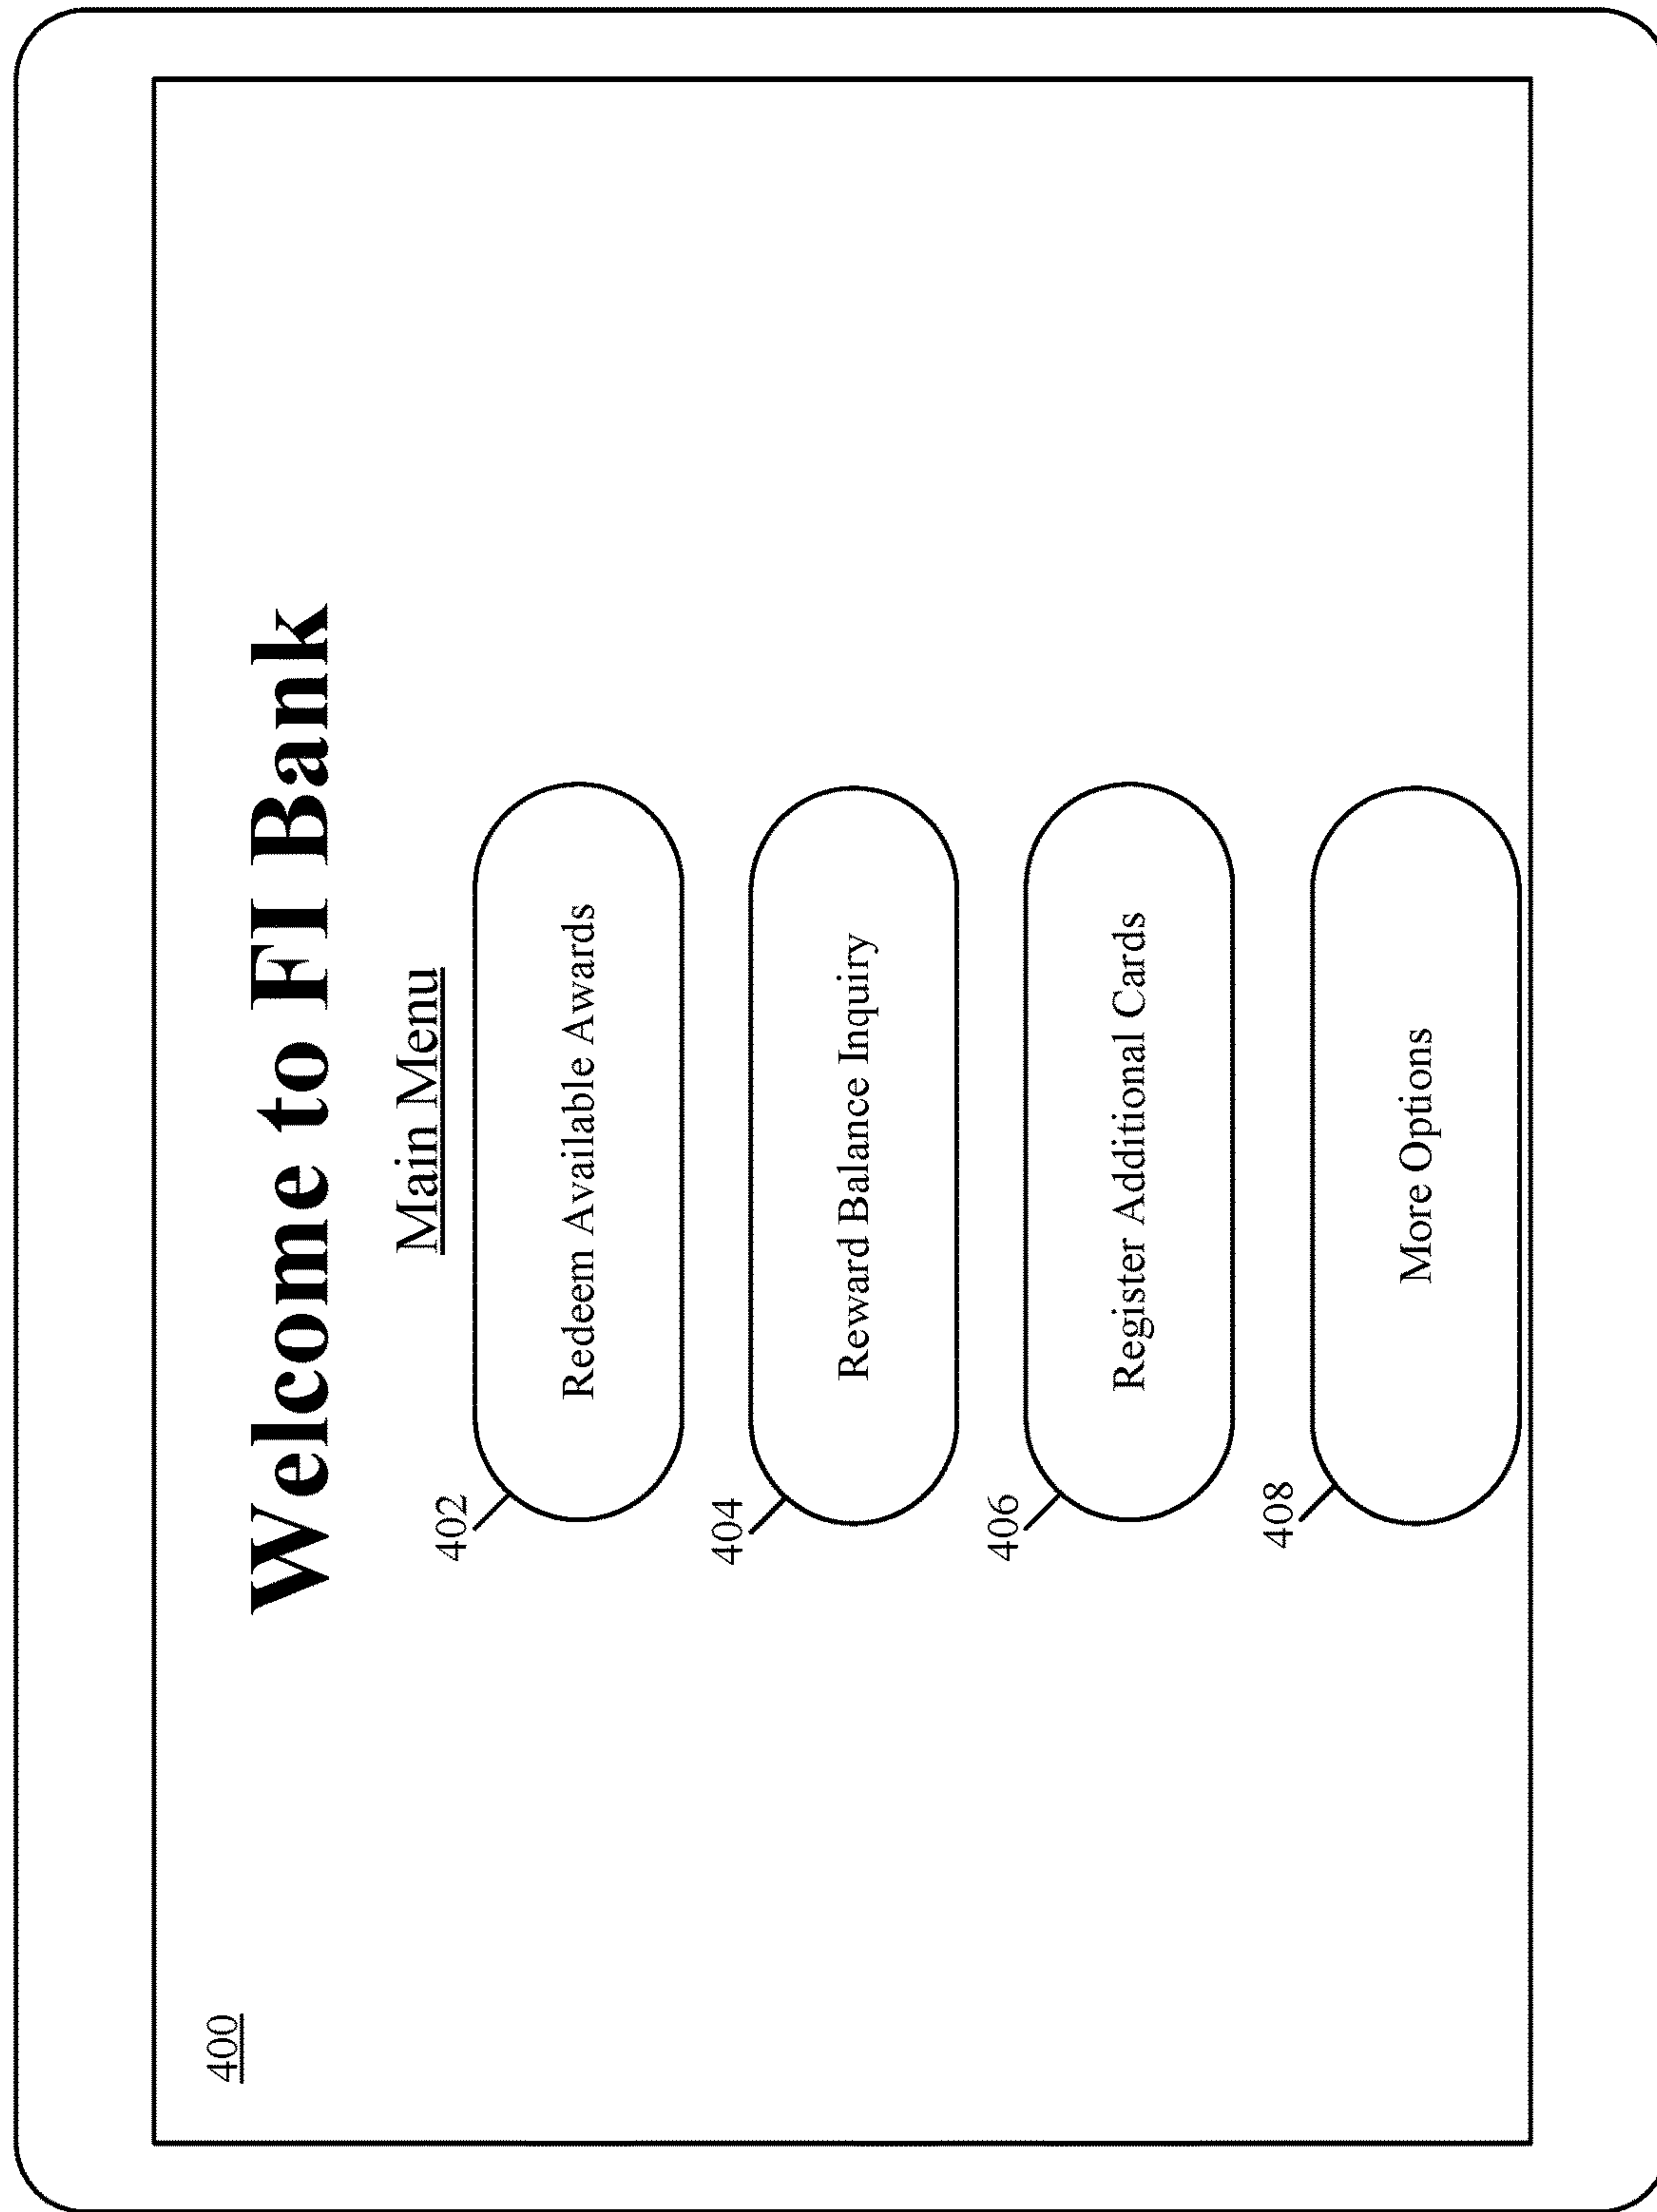 400
Welcome to FI Bank
Main Menu
402
Redeem Available Awards
404
Reward Balance Inquiry
406
Register Additional Cards
408
More Options